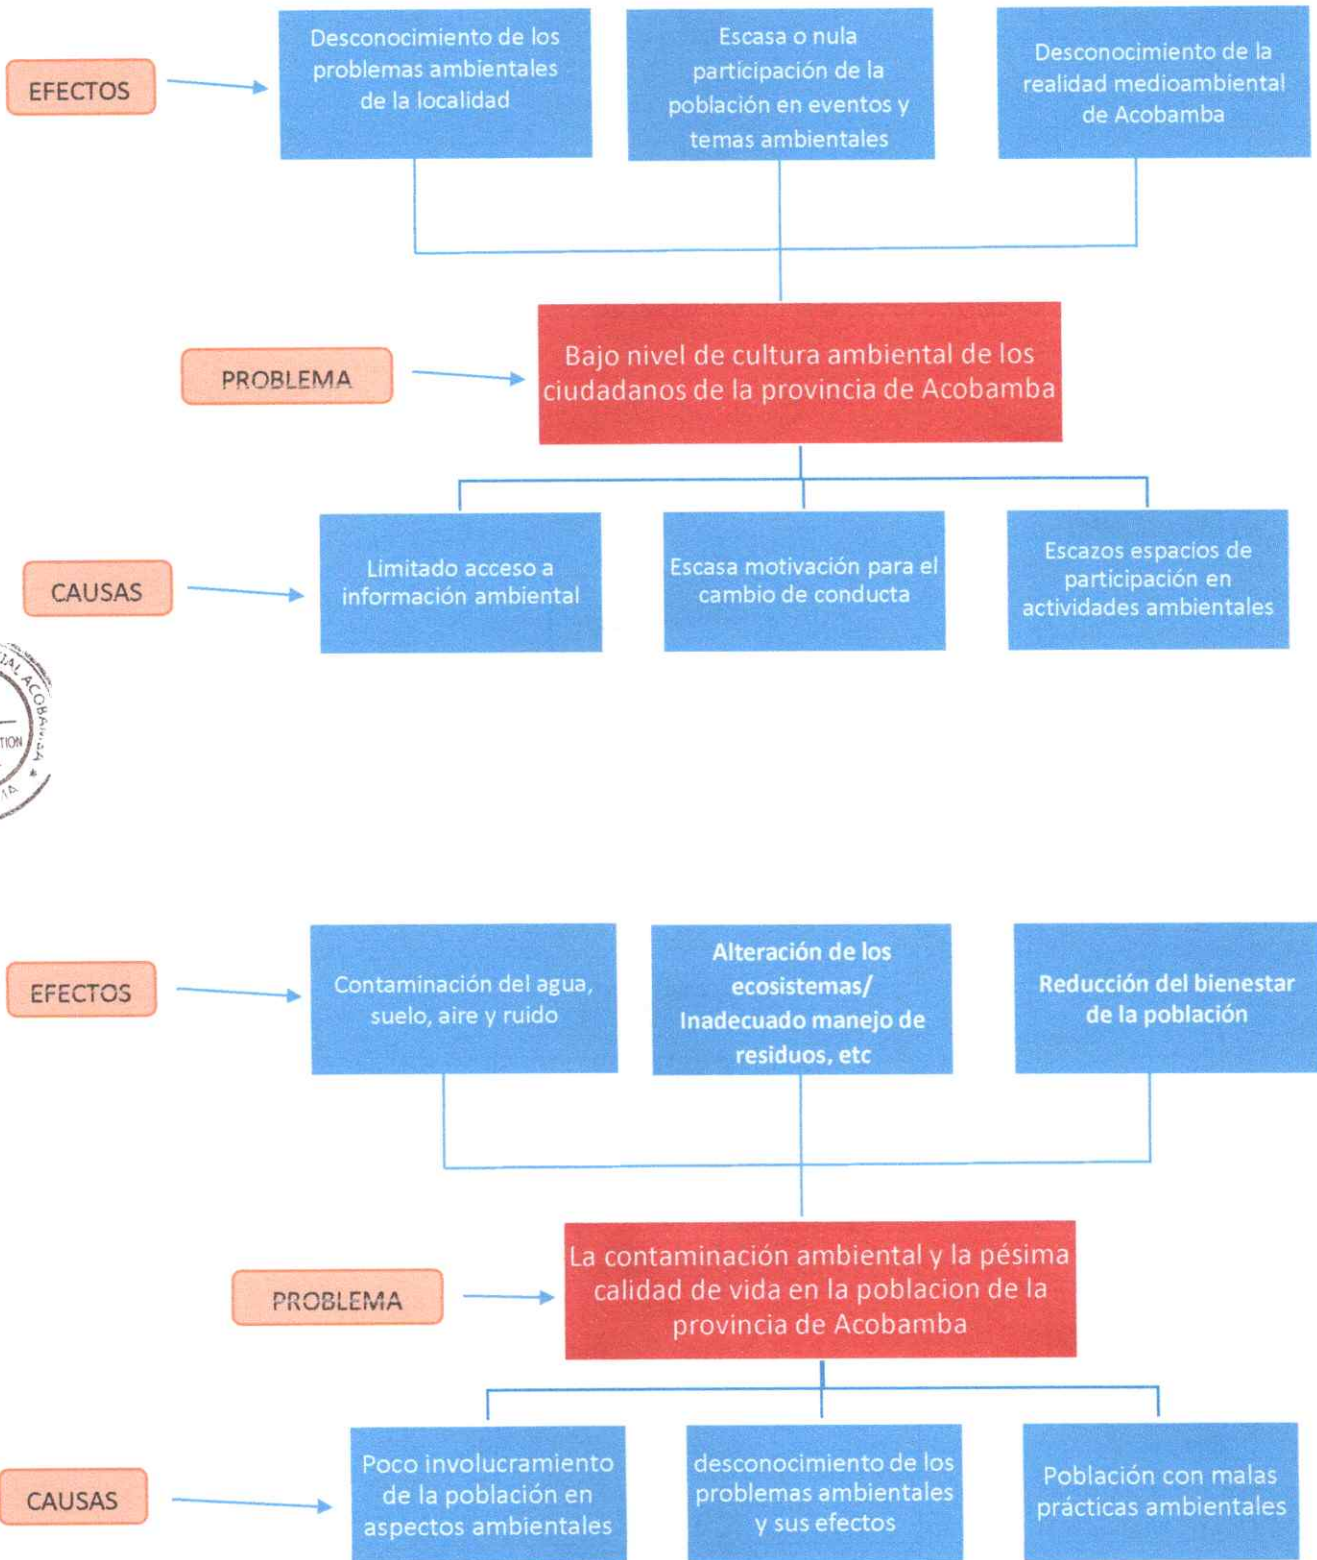 EFECTOS
Desconocimiento de los
problemas ambientales
de la localidad
Escasa o nula
participación de la
población en eventos y
temas ambientales
Desconocimiento de la
realidad medioambiental
de Acobamba
PROBLEMA
Bajo nivel de cultura ambiental de los
ciudadanos de la provincia de Acobamba
CAUSAS
Limitado acceso a
información ambiental
Escasa motivación para el
cambio de conducta
Escazos espacios de
participación en
actividades ambientales
ACOBAMBA
EFECTOS
Contaminación del agua,
suelo, aire y ruido
Alteración de los
ecosistemas/
Inadecuado manejo de
residuos, etc
Reducción del bienestar
de la población
PROBLEMA
La contaminación ambiental y la pésima
calidad de vida en la poblacion de la
provincia de Acobamba
CAUSAS
Poco involucramiento
de la población en
aspectos ambientales
desconocimiento de los
problemas ambientales
y sus efectos
Población con malas
prácticas ambientales